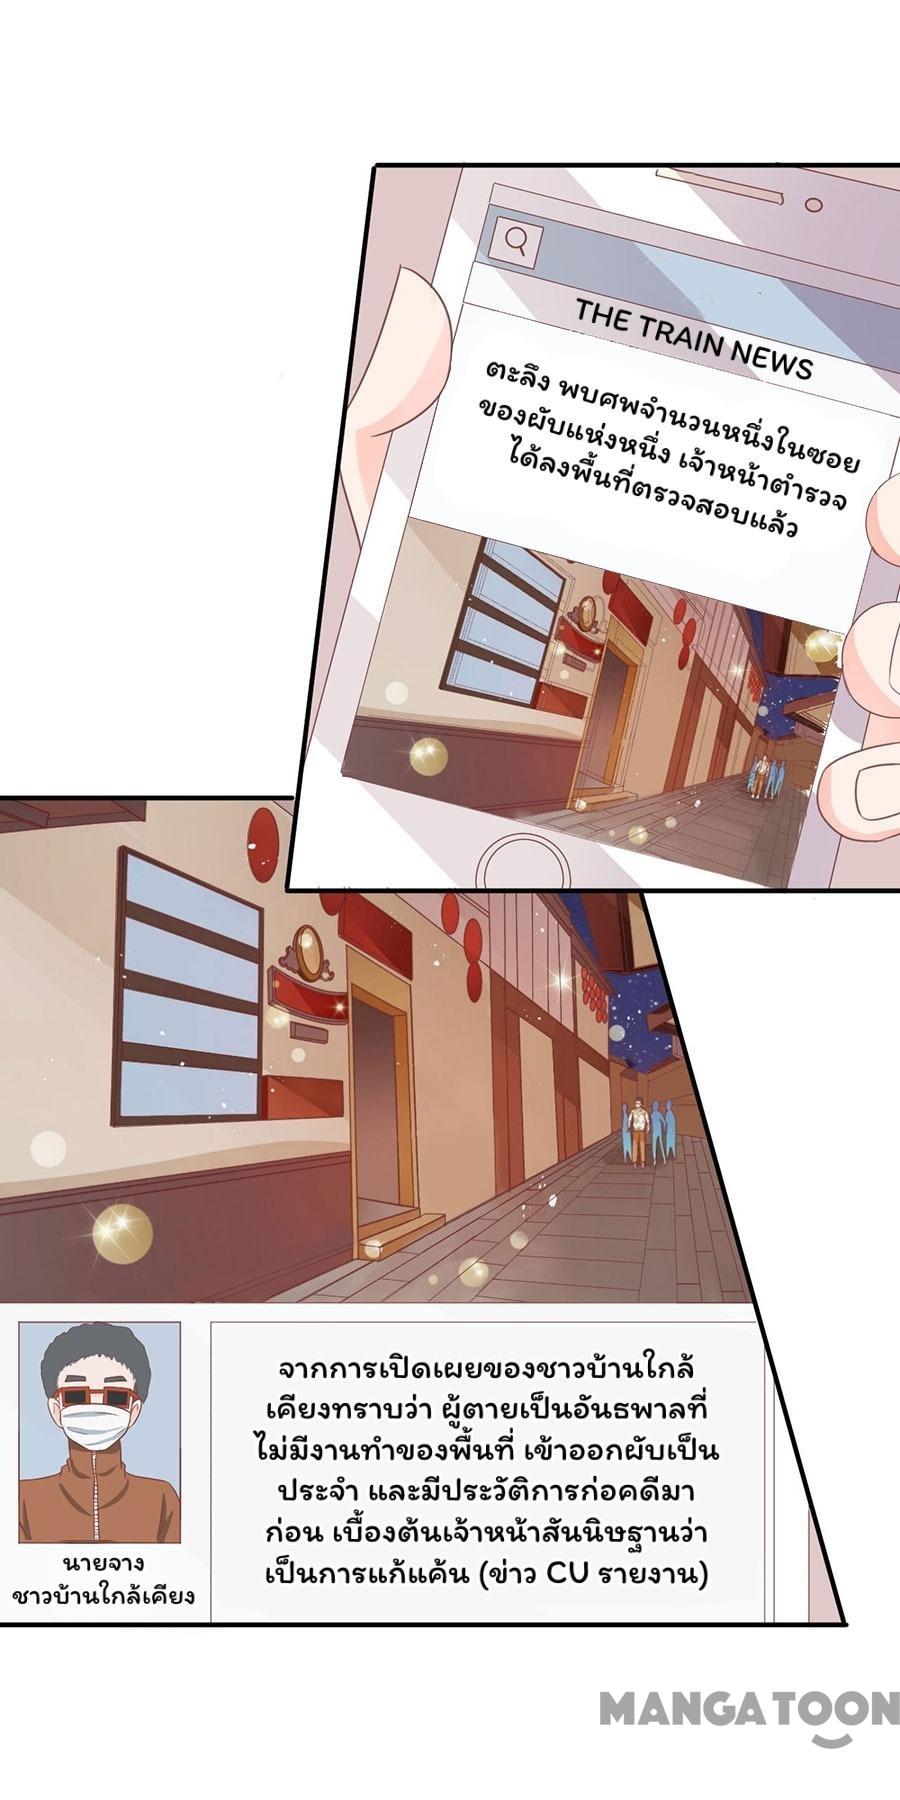 THE TRAIN NEWS
ตะลึง พบศพจำนวนหนึ่งในซอย
ของผับแห่งหนึ่ง เจ้าหน้าตำรวจ
ได้ลงพื้นที่ตรวจสอบแล้ว
จากการเปิดเผยของชาวบ้านใกล้
เคียงทราบว่า ผู้ตายเป็นอันธพาลที่
ไม่มีงานทำของพื้นที่ เข้าออกผับเป็น
ประจำ และมีประวัติการก่อคดีมา
ก่อน เบื้องต้นเจ้าหน้าสันนิษฐานว่า
เป็นการแก้แค้น (ข่าว CU รายงาน)
นายจาง
ชาวบ้านใกล้เคียง
MANGATOON